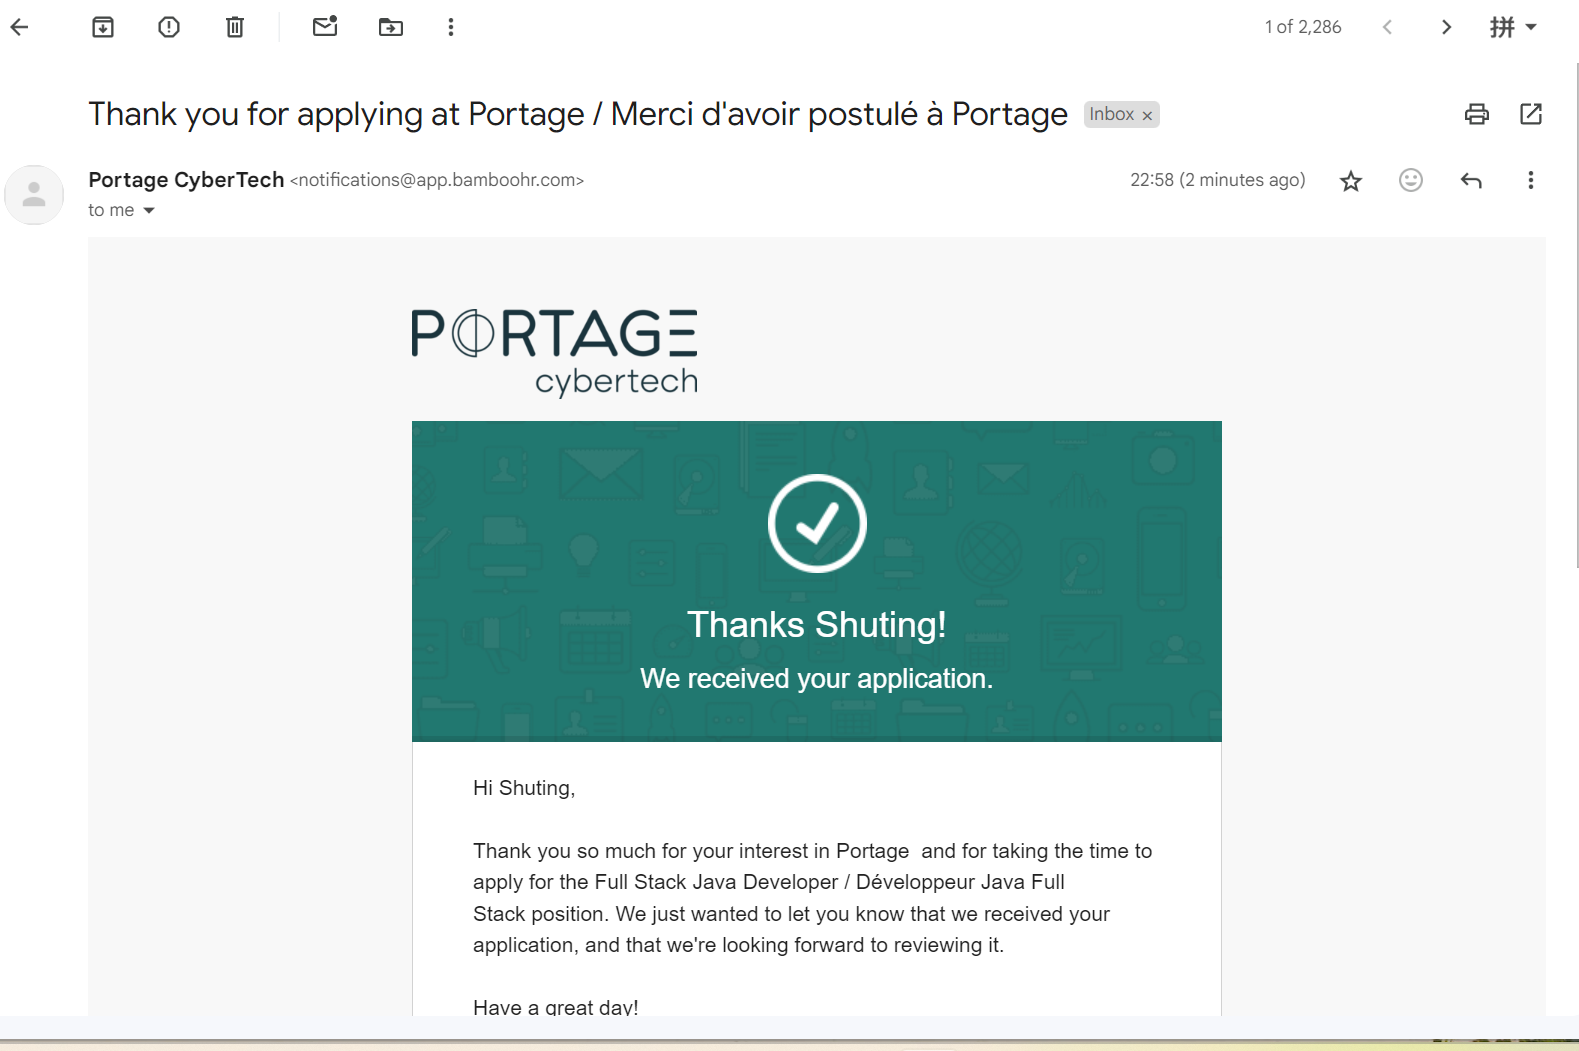 1 of 2,286
拼
Thank you for applying at Portage / Merci d'avoir postulé à Portage
Inbox ×
Portage CyberTech <notifications@app.bamboohr.com>
22:58 (2 minutes ago)
to me
PORTAGE
cybertech
Thanks Shuting!
We received your application.
Hi Shuting,
Thank you so much for your interest in Portage  and for taking the time to
apply for the Full Stack Java Developer / Développeur Java Full
Stack position. We just wanted to let you know that we received your
application, and that we're looking forward to reviewing it.
Have a great day!